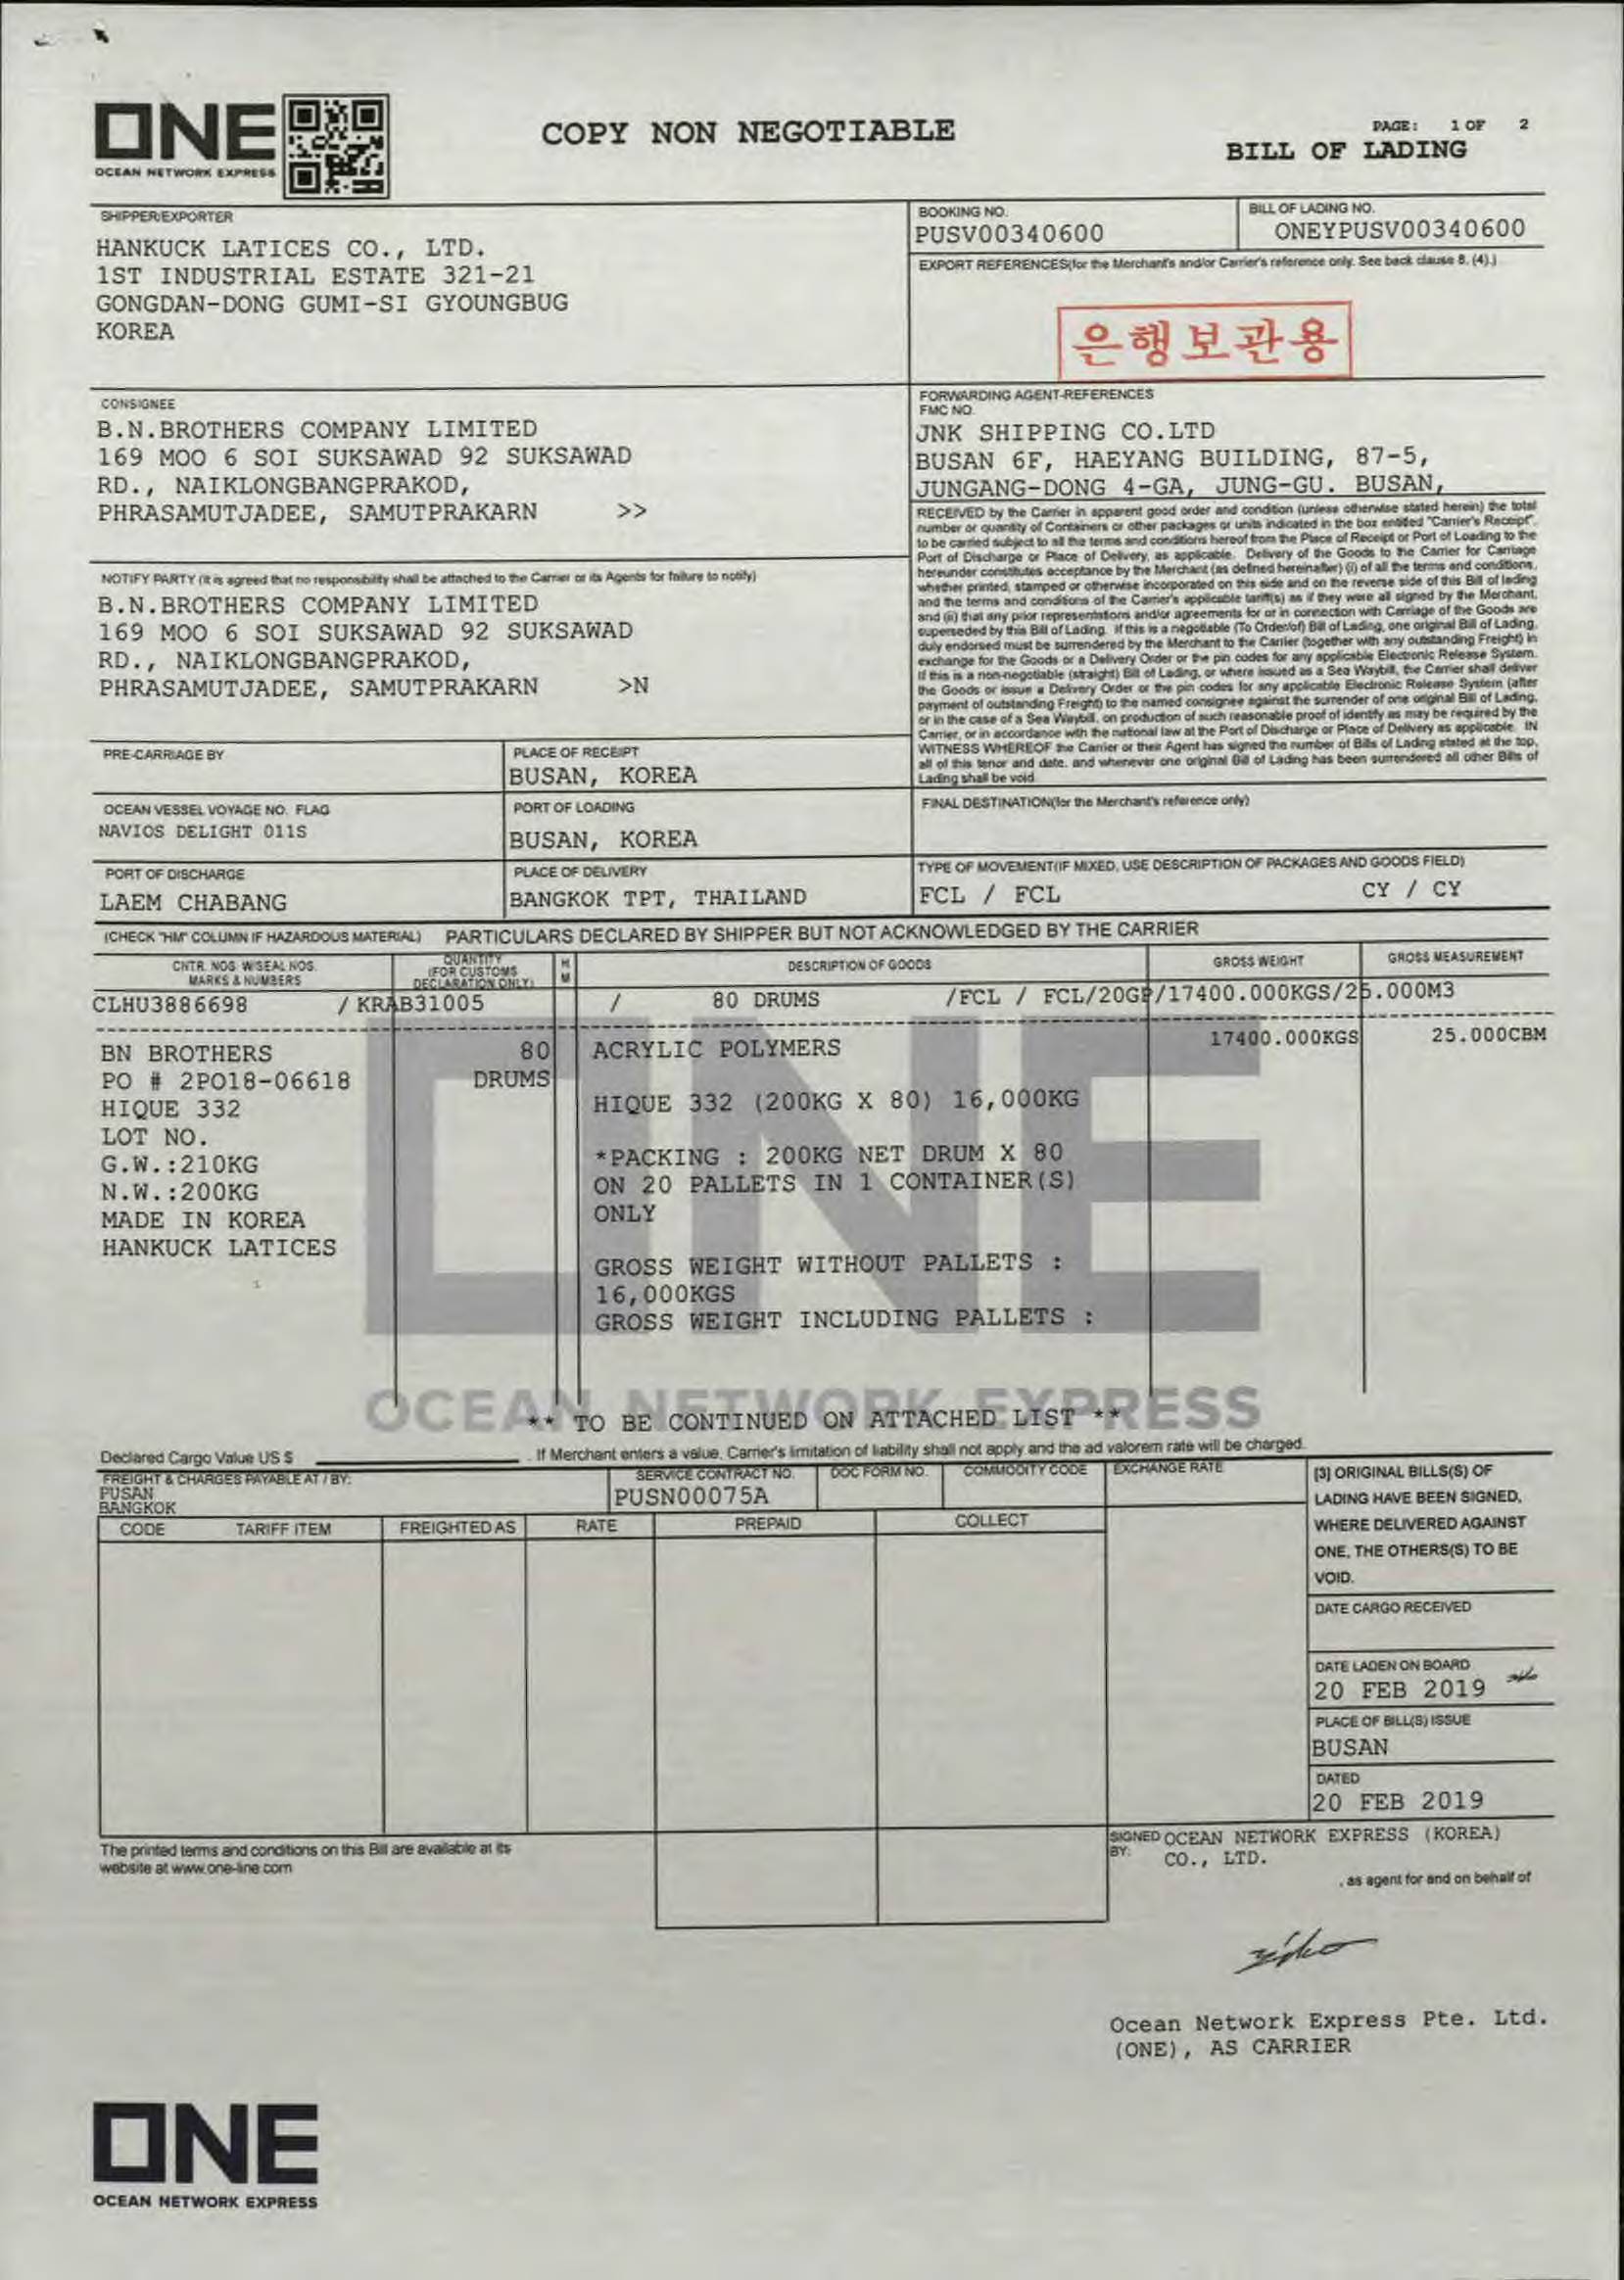 ONE
OCEAN NETWORK EXPRESS
COPY NON NEGOTIABLE
PAGE: 1 OF 2
BILL OF LADING
SHIPPER/EXPORTER
HANKUCK LATICES CO., LTD.
1ST INDUSTRIAL ESTATE 321-21
GONGDAN-DONG GUMI-SI GYOUNGBUG
KOREA
BOOKING NO.
PUSV00340600
BILL OF LADING NO.
ONEYPUSV00340600
EXPORT REFERENCES(for the Merchant's and/or Carrier's reference only. See back clause 8. (4).)
은행보관용
CONSIGNEE
B.N.BROTHERS COMPANY LIMITED
169 MOO 6 SOI SUKSAWAD 92 SUKSAWAD
RD., NAIKLONGBANGPRAKOD,
PHRASAMUTJADEE, SAMUTPRAKARN >>
FORWARDING AGENT-REFERENCES
FMC NO.
JNK SHIPPING CO.LTD
BUSAN 6F, HAEYANG BUILDING, 87-5,
JUNGANG-DONG 4-GA, JUNG-GU. BUSAN,
NOTIFY PARTY (It is agreed that no responsibility shall be attached to the Carrier or its Agents for failure to notify)
B.N.BROTHERS COMPANY LIMITED
169 MOO 6 SOI SUKSAWAD 92 SUKSAWAD
RD., NAIKLONGBANGPRAKOD,
PHRASAMUTJADEE, SAMUTPRAKARN >N
RECEIVED by the Carrier in apparent good order and condition (unless otherwise stated herein) the total
number or quantity of Containers or other packages or units indicated in the box entitled "Carrier's Receipt",
to be carried subject to all the terms and conditions hereof from the Place of Receipt or Port of Loading to the
Port of Discharge or Place of Delivery, as applicable. Delivery of the Goods to the Carrier for Carriage
hereunder constitutes acceptance by the Merchant (as defined hereinafter) (i) of all the terms and conditions,
whether printed, stamped or otherwise incorporated on this side and on the reverse side of this Bill of lading
and the terms and conditions of the Carrier's applicable tariff(s) as if they were all signed by the Merchant,
and (ii) that any prior representations and/or agreements for or in connection with Carriage of the Goods are
superseded by this Bill of Lading. If this is a negotiable (To Order/of) Bill of Lading, one original Bill of Lading,
duly endorsed must be surrendered by the Merchant to the Carrier (together with any outstanding Freight) in
exchange for the Goods or a Delivery Order or the pin codes for any applicable Electronic Release System.
If this is a non-negotiable (straight) Bill of Lading, or where issued as a Sea Waybill, the Carrier shall deliver
the Goods or issue a Delivery Order or the pin codes for any applicable Electronic Release System (after
payment of outstanding Freight) to the named consignee against the surrender of one original Bill of Lading,
or in the case of a Sea Waybill, on production of such reasonable proof of identify as may be required by the
Carrier, or in accordance with the national law at the Port of Discharge or Place of Delivery as applicable. IN
WITNESS WHEREOF the Carrier or their Agent has signed the number of Bills of Lading stated at the top,
all of this tenor and date, and whenever one original Bill of Lading has been surrendered all other Bills of
Lading shall be void.
PRE-CARRIAGE BY
PLACE OF RECEIPT
BUSAN, KOREA
OCEAN VESSEL VOYAGE NO. FLAG
NAVIOS DELIGHT 011S
PORT OF LOADING
BUSAN, KOREA
FINAL DESTINATION(for the Merchant's reference only)
PORT OF DISCHARGE
LAEM CHABANG
PLACE OF DELIVERY
BANGKOK TPT, THAILAND
TYPE OF MOVEMENT(IF MIXED, USE DESCRIPTION OF PACKAGES AND GOODS FIELD)
FCL / FCL CY / CY
(CHECK "HM" COLUMN IF HAZARDOUS MATERIAL) PARTICULARS DECLARED BY SHIPPER BUT NOT ACKNOWLEDGED BY THE CARRIER
CNTR. NOS. W/SEAL NOS.
MARKS & NUMBERS
QUANTITY
(FOR CUSTOMS
DECLARATION ONLY)
H
M
DESCRIPTION OF GOODS
GROSS WEIGHT
GROSS MEASUREMENT
CLHU3886698 / KRAB31005 / 80 DRUMS /FCL / FCL/20GP/17400.000KGS/25.000M3
BN BROTHERS
PO # 2PO18-06618
HIQUE 332
LOT NO.
G.W.:210KG
N.W.:200KG
MADE IN KOREA
HANKUCK LATICES
80
DRUMS
ACRYLIC POLYMERS
HIQUE 332 (200KG X 80) 16,000KG
*PACKING : 200KG NET DRUM X 80
ON 20 PALLETS IN 1 CONTAINER(S)
ONLY
GROSS WEIGHT WITHOUT PALLETS :
16,000KGS
GROSS WEIGHT INCLUDING PALLETS :
17400.000KGS
25.000CBM
ONE
OCEAN NETWORK EXPRESS
** TO BE CONTINUED ON ATTACHED LIST **
Declared Cargo Value US $ . If Merchant enters a value, Carrier's limitation of liability shall not apply and the ad valorem rate will be charged.
FREIGHT & CHARGES PAYABLE AT / BY:
PUSAN
BANGKOK
SERVICE CONTRACT NO.
PUSN00075A
DOC FORM NO.
COMMODITY CODE
EXCHANGE RATE
CODE TARIFF ITEM
FREIGHTED AS
RATE
PREPAID
COLLECT
[3] ORIGINAL BILLS(S) OF
LADING HAVE BEEN SIGNED,
WHERE DELIVERED AGAINST
ONE, THE OTHERS(S) TO BE
VOID.
DATE CARGO RECEIVED
DATE LADEN ON BOARD
20 FEB 2019
PLACE OF BILL(S) ISSUE
BUSAN
DATED
20 FEB 2019
The printed terms and conditions on this Bill are available at its
website at www.one-line.com
SIGNED BY: OCEAN NETWORK EXPRESS (KOREA)
CO., LTD.
, as agent for and on behalf of
Ocean Network Express Pte. Ltd.
(ONE), AS CARRIER
ONE
OCEAN NETWORK EXPRESS